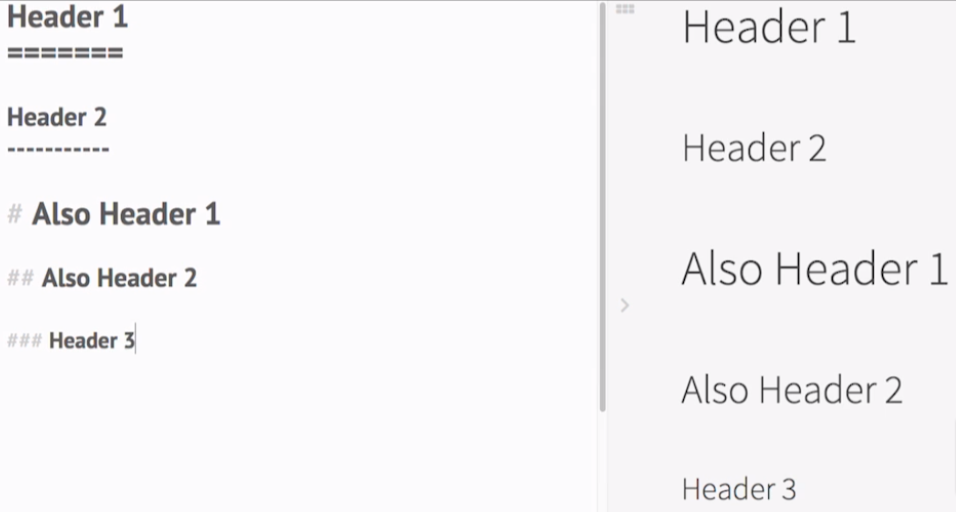 Header 1
=======
Header 2
-----------
# Also Header 1
## Also Header 2
### Header 3
Header 1
Header 2
Also Header 1
Also Header 2
Header 3